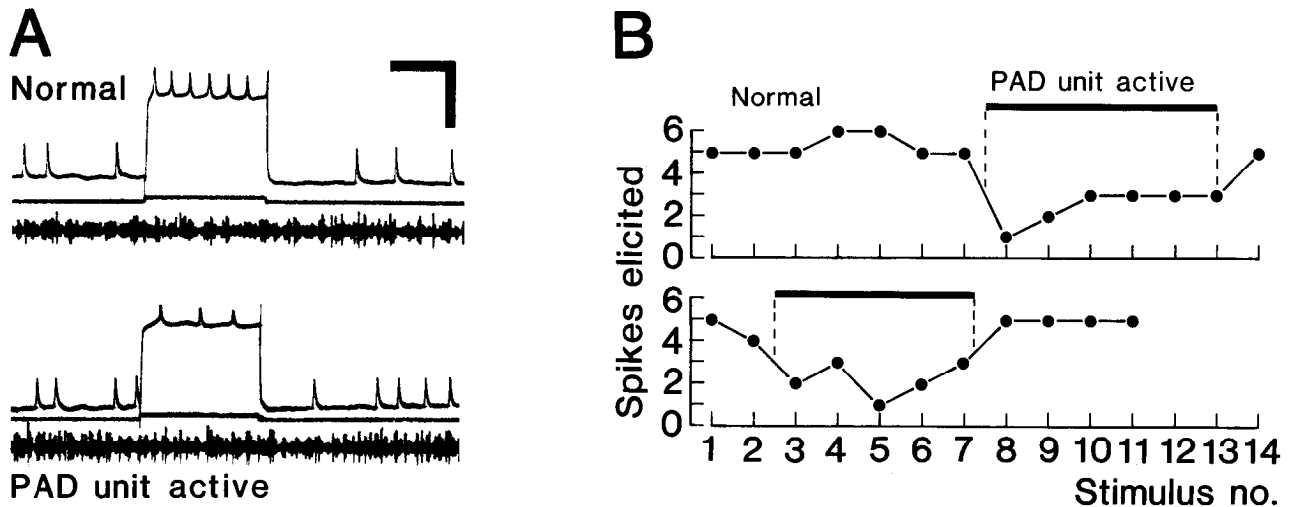 A
Normal
PAD unit active
B
Normal
PAD unit active
Spikes elicited
6
4
2
0
6
4
2
0
1 2 3 4 5 6 7 8 9 10 11 12 13 14
Stimulus no.